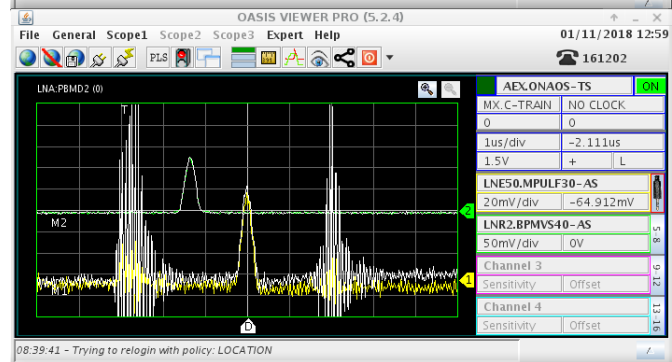 OASIS VIEWER PRO (5.2.4)
File General Scope1 Scope2 Scope3 Expert Help 01/11/2018 12:59
PLS 161202
LNA:PBMD2 (0)
T
M2
M1
D
2
1
AEX.ONAOS-TS ON
MX.C-TRAIN NO CLOCK
0 0
1us/div -2.111us
1.5V + L
LNE50.MPULF30-AS
20mV/div -64.912mV
LNR2.BPMVS40-AS
50mV/div 0V
Channel 3
Sensitivity Offset
Channel 4
Sensitivity Offset
5 - 8
9 - 12
13-16
08:39:41 - Trying to relogin with policy: LOCATION